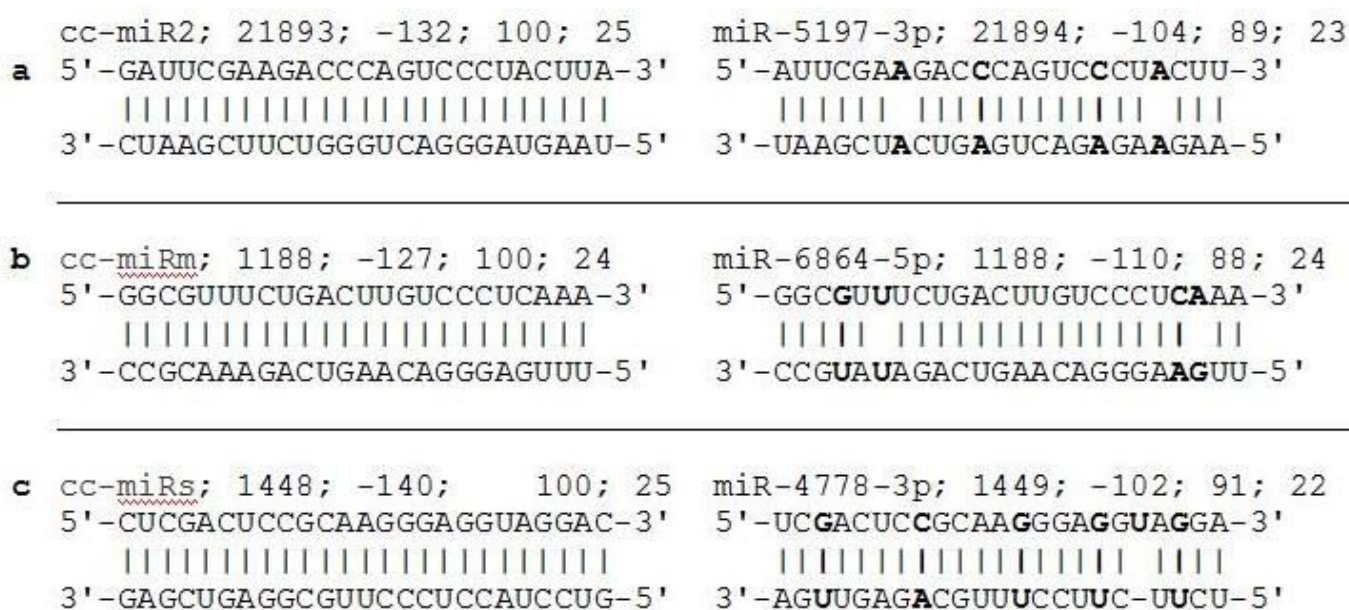 cc-miR2; 21893; -132; 100; 25 miR-5197-3p; 21894; -104; 89; 23
a 5'-GAUUCGAAGACCCAGUCCCUACUUA-3' 5'-AUUCGAAGACCCAGUCCCUACUU-3'
3'-CUAAGCUUCUGGGUCAGGGAUGAAU-5' 3'-UAAGCUACUGAGUCAGAGAAGAA-5'
b cc-miRm; 1188; -127; 100; 24 miR-6864-5p; 1188; -110; 88; 24
5'-GGCGUUUCUGACUUGUCCCUCAAA-3' 5'-GGCGUUUCUGACUUGUCCCUCAAA-3'
3'-CCGCAAAGACUGAACAGGGAGUUU-5' 3'-CCGUAUAGACUGAACAGGGAAGUU-5'
c cc-miRs; 1448; -140; 100; 25 miR-4778-3p; 1449; -102; 91; 22
5'-CUCGACUCCGCAAGGGAGGUAGGAC-3' 5'-UCGACUCCGCAAGGGAGGUAGGA-3'
3'-GAGCUGAGGCGUUCCCUCCAUCCUG-5' 3'-AGUUGAGACGUUUCCUUC-UUCU-5'